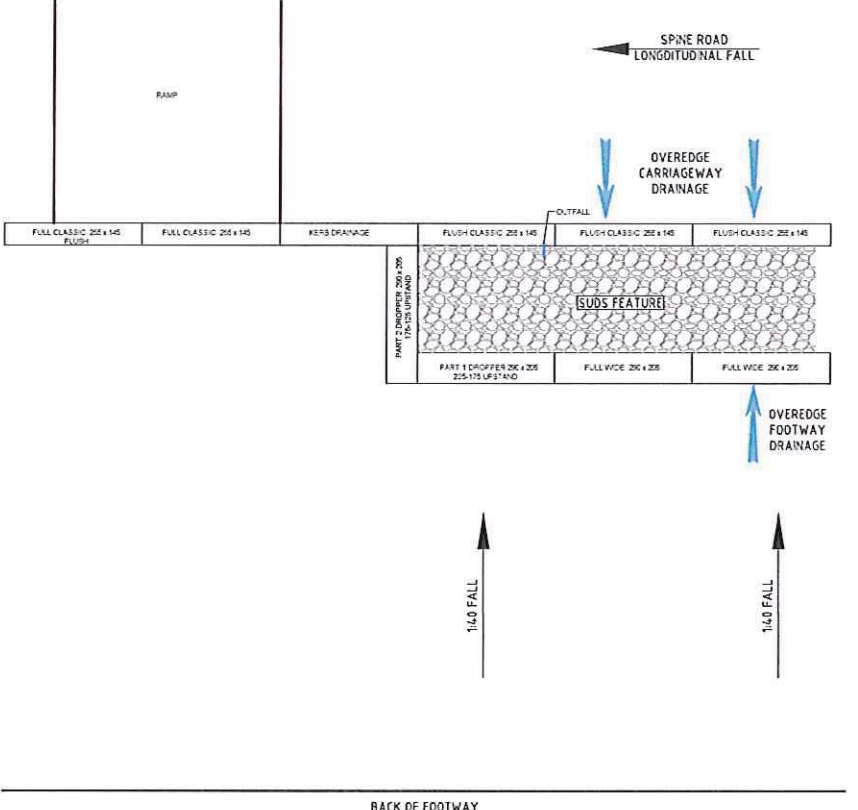 SPINE ROAD
LONGDITUDINAL FALL
RAMP
OVEREDGE
CARRIAGEWAY
DRAINAGE
OUTFALL
FULL CLASSIC 255 x 145
FLUSH
FULL CLASSIC 255 x 145
KERB DRAINAGE
FLUSH CLASSIC 255 x 145
FLUSH CLASSIC 255 x 145
FLUSH CLASSIC 255 x 145
PART 2 DROPPER 290 x 205
175-125 UPSTAND
SUDS FEATURE
PART 1 DROPPER 290 x 205
225-175 UPSTAND
FULL WIDE 290 x 205
FULL WIDE 290 x 205
OVEREDGE
FOOTWAY
DRAINAGE
1:40 FALL
1:40 FALL
BACK OF FOOTWAY